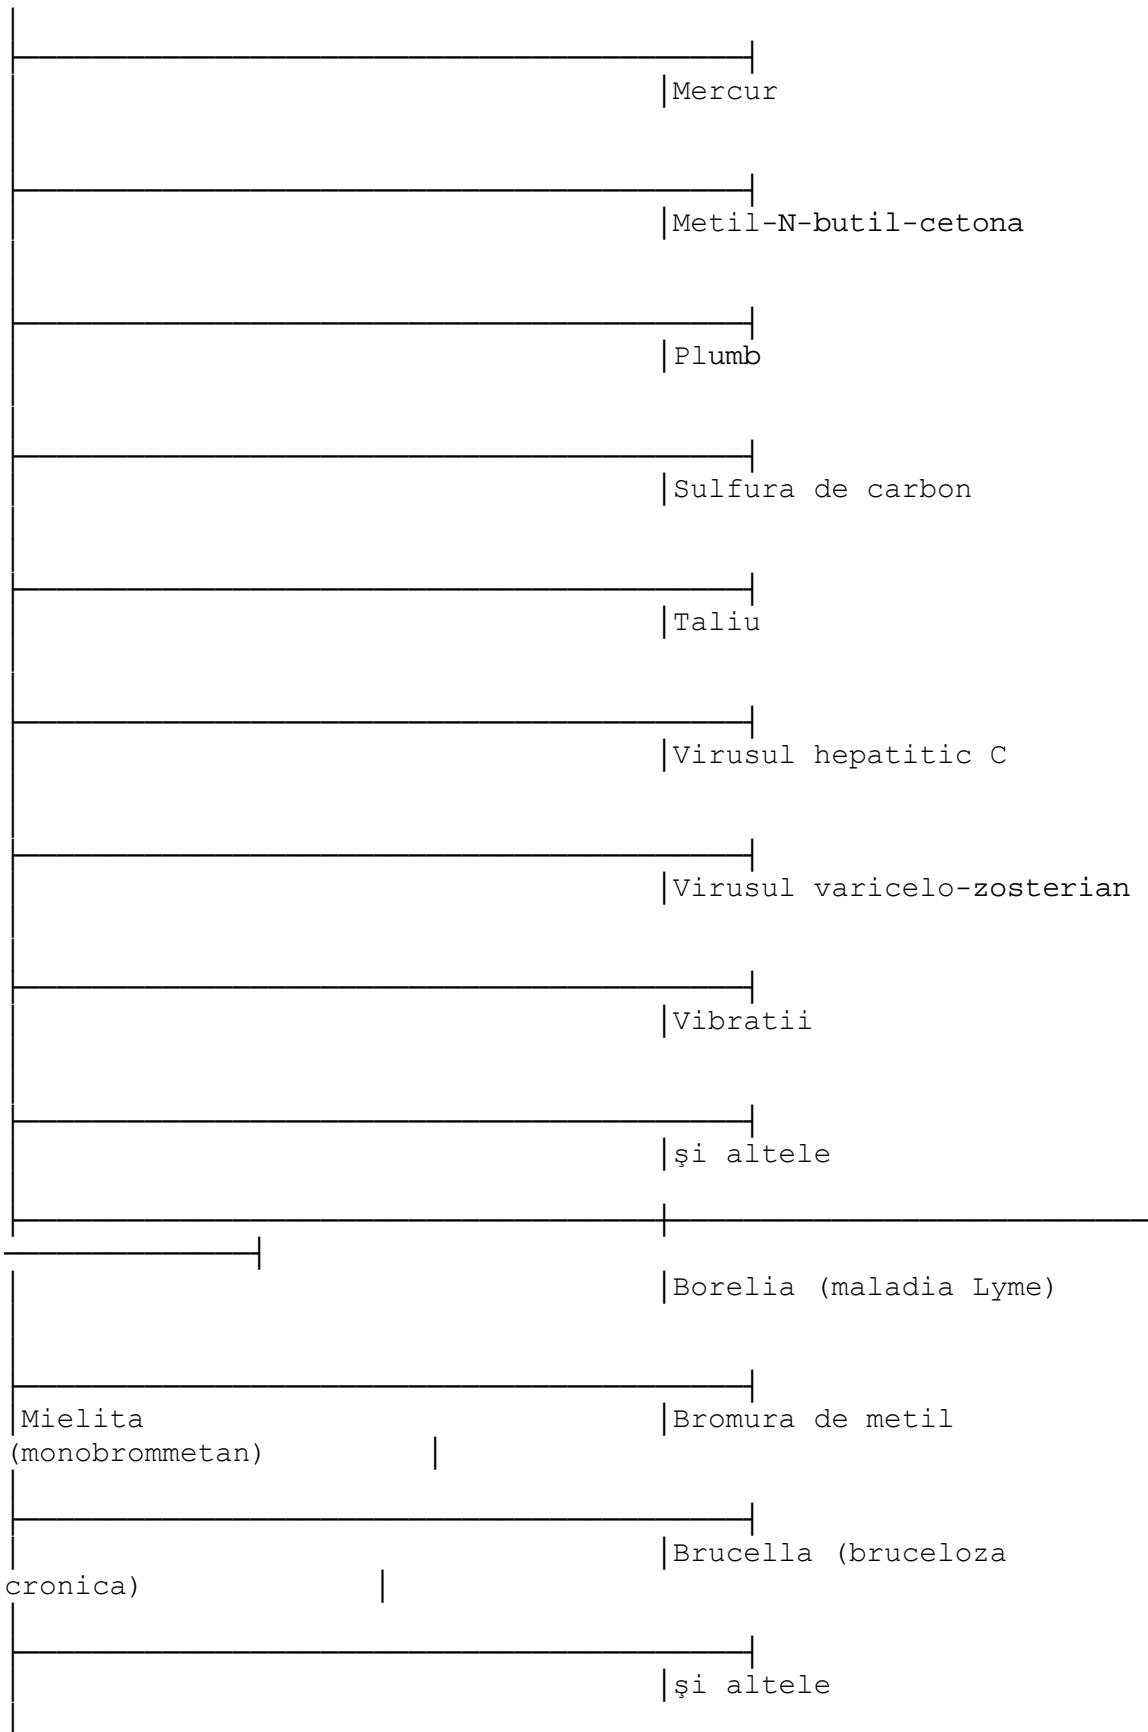 Mercur
Metil-N-butil-cetona
Plumb
Sulfura de carbon
Taliu
Virusul hepatitic C
Virusul varicelo-zosterian
Vibratii
şi altele
Borelia (maladia Lyme)
Mielita Bromura de metil
(monobrommetan)
Brucella (bruceloza
cronica)
şi altele